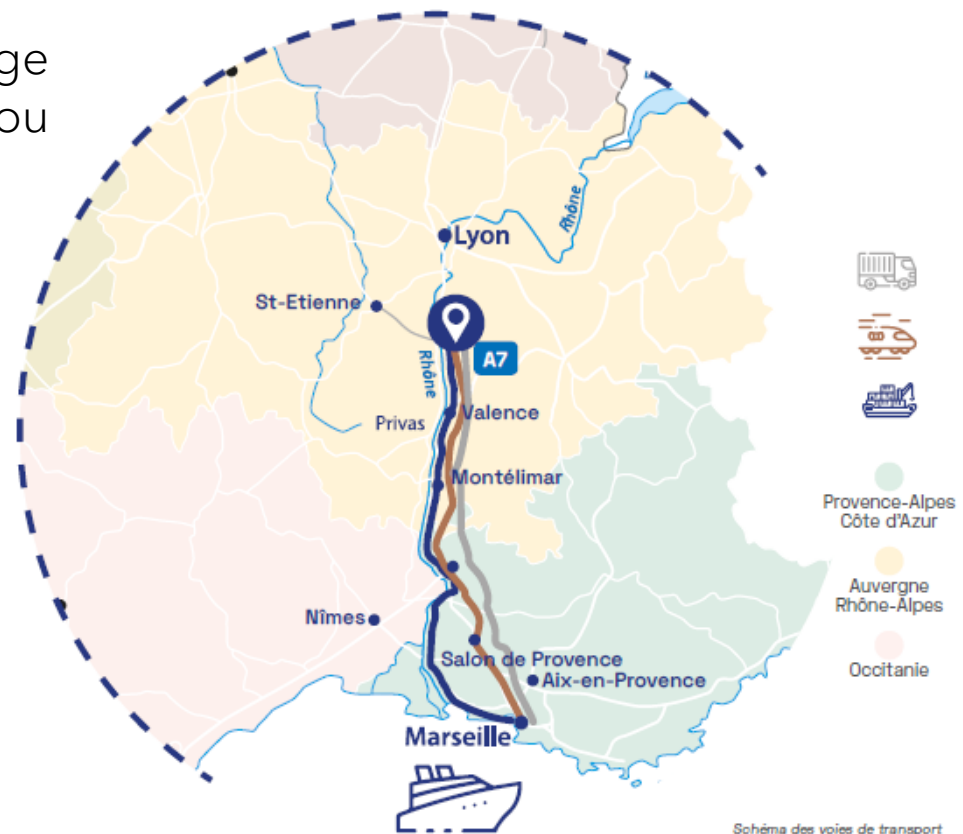 ge
ou
Rhône
Lyon
St-Etienne
A7
Rhône
Privas
Valence
Montélimar
Nîmes
Salon de Provence
Aix-en-Provence
Marseille
Provence-Alpes
Côte d'Azur
Auvergne
Rhône-Alpes
Occitanie
Schéma des voies de transport